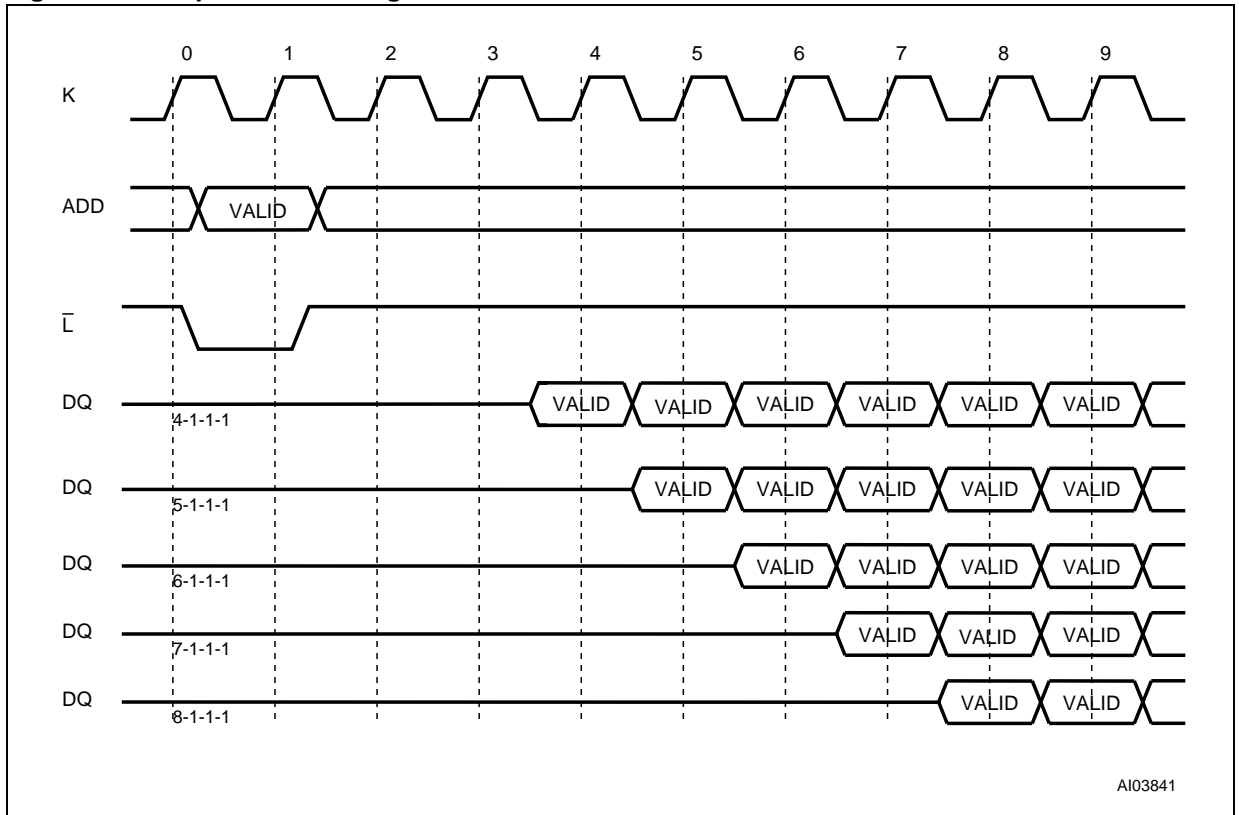 0 1 2 3 4 5 6 7 8 9
K
ADD VALID
L̅
DQ VALID VALID VALID VALID VALID VALID
4-1-1-1
DQ VALID VALID VALID VALID VALID
5-1-1-1
DQ VALID VALID VALID VALID
6-1-1-1
DQ VALID VALID VALID
7-1-1-1
DQ VALID VALID
8-1-1-1
AI03841